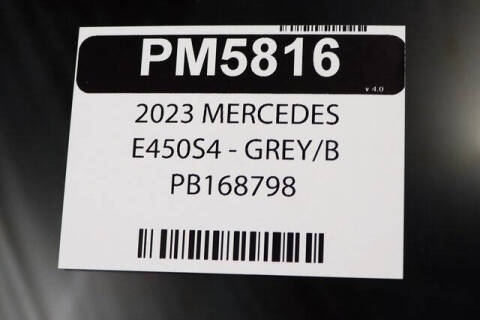 PM5816
v 4.0
2023 MERCEDES
E450S4 - GREY/B
PB168798